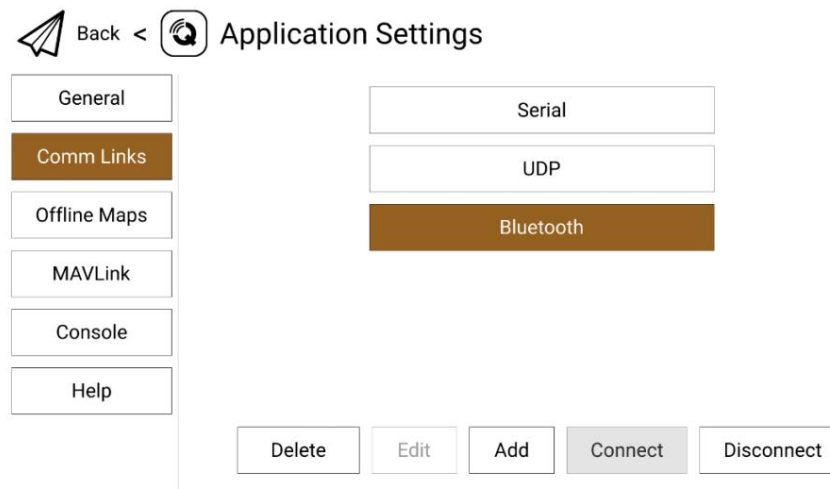 Back < Application Settings
General
Comm Links
Offline Maps
MAVLink
Console
Help
Serial
UDP
Bluetooth
Delete Edit Add Connect Disconnect